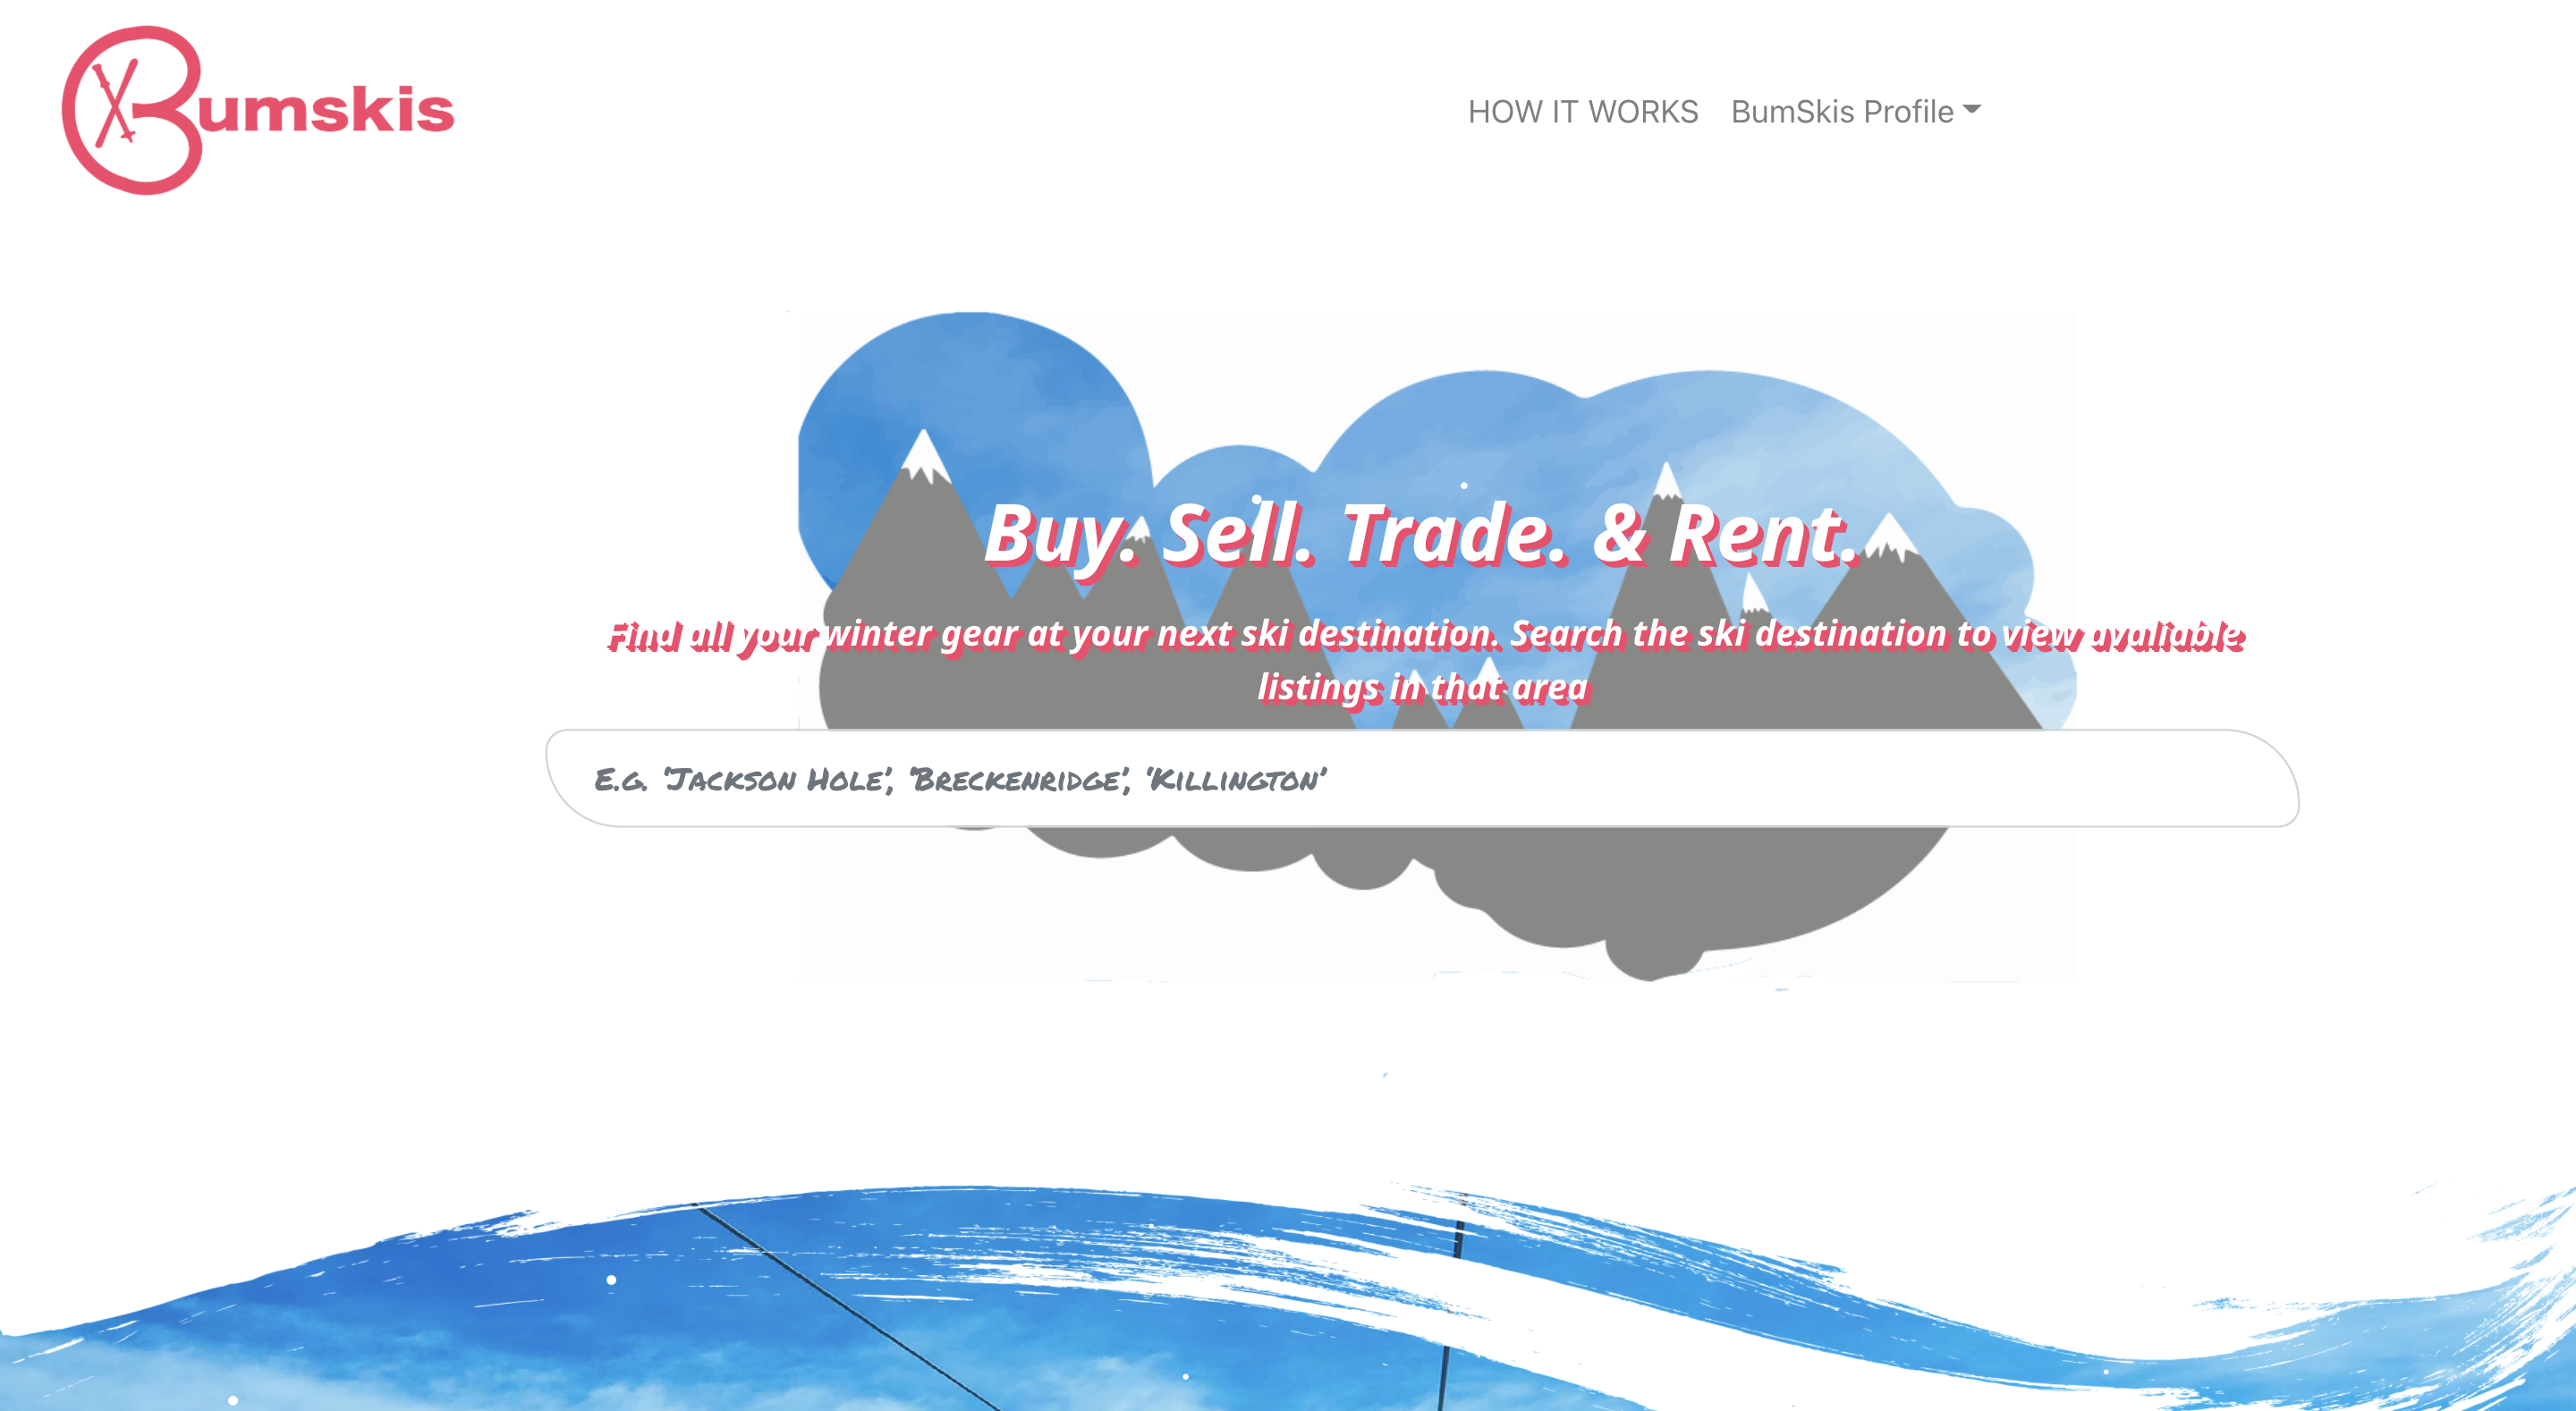 Bumskis
HOW IT WORKS BumSkis Profile
Buy. Sell. Trade. & Rent.
Find all your winter gear at your next ski destination. Search the ski destination to view avaliable
listings in that area
E.g. 'Jackson Hole', 'Breckenridge', 'Killington'